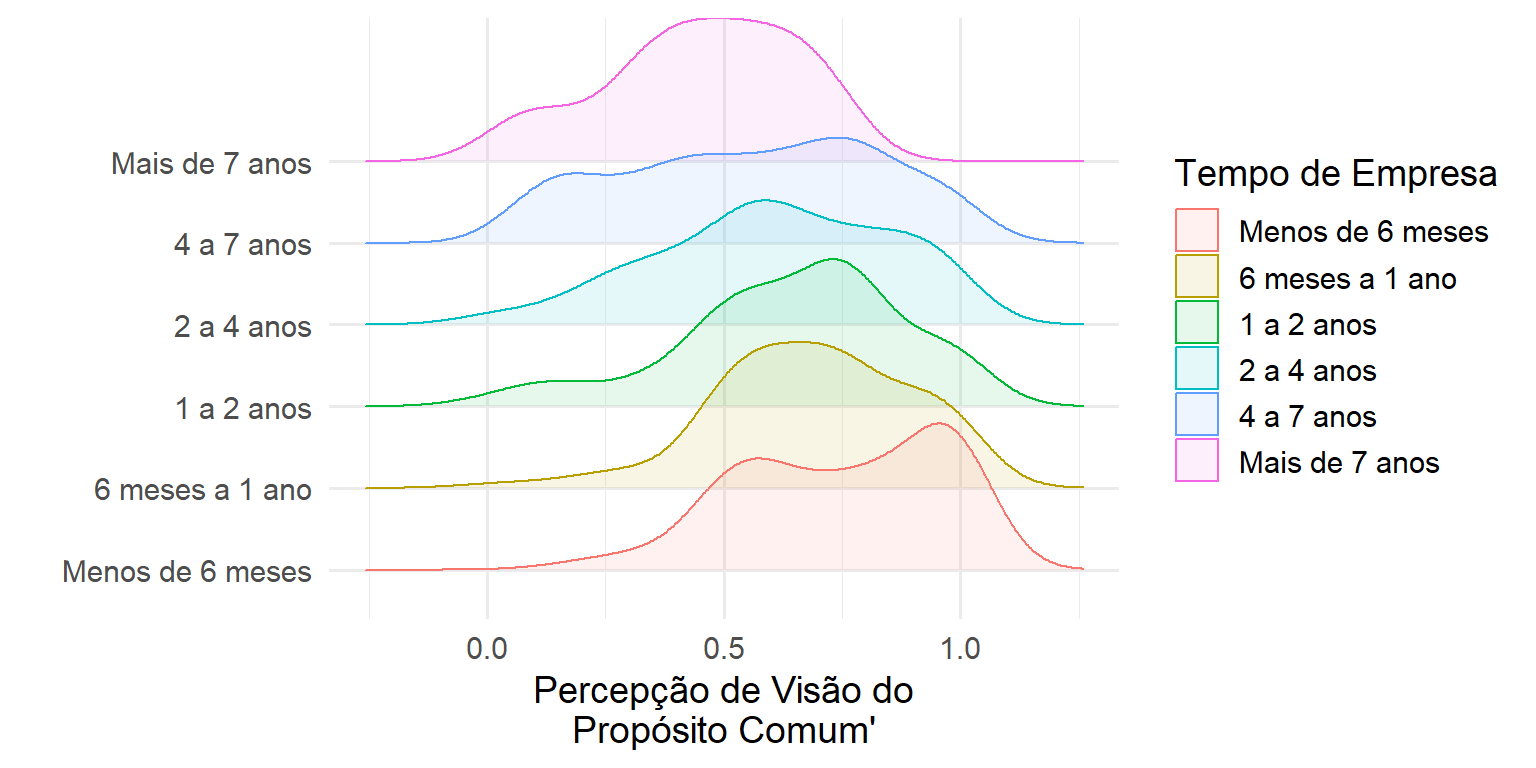 Mais de 7 anos
4 a 7 anos
2 a 4 anos
1 a 2 anos
6 meses a 1 ano
Menos de 6 meses
0.0
0.5
1.0
Percepção de Visão do
Propósito Comum'
Tempo de Empresa
Menos de 6 meses
6 meses a 1 ano
1 a 2 anos
2 a 4 anos
4 a 7 anos
Mais de 7 anos